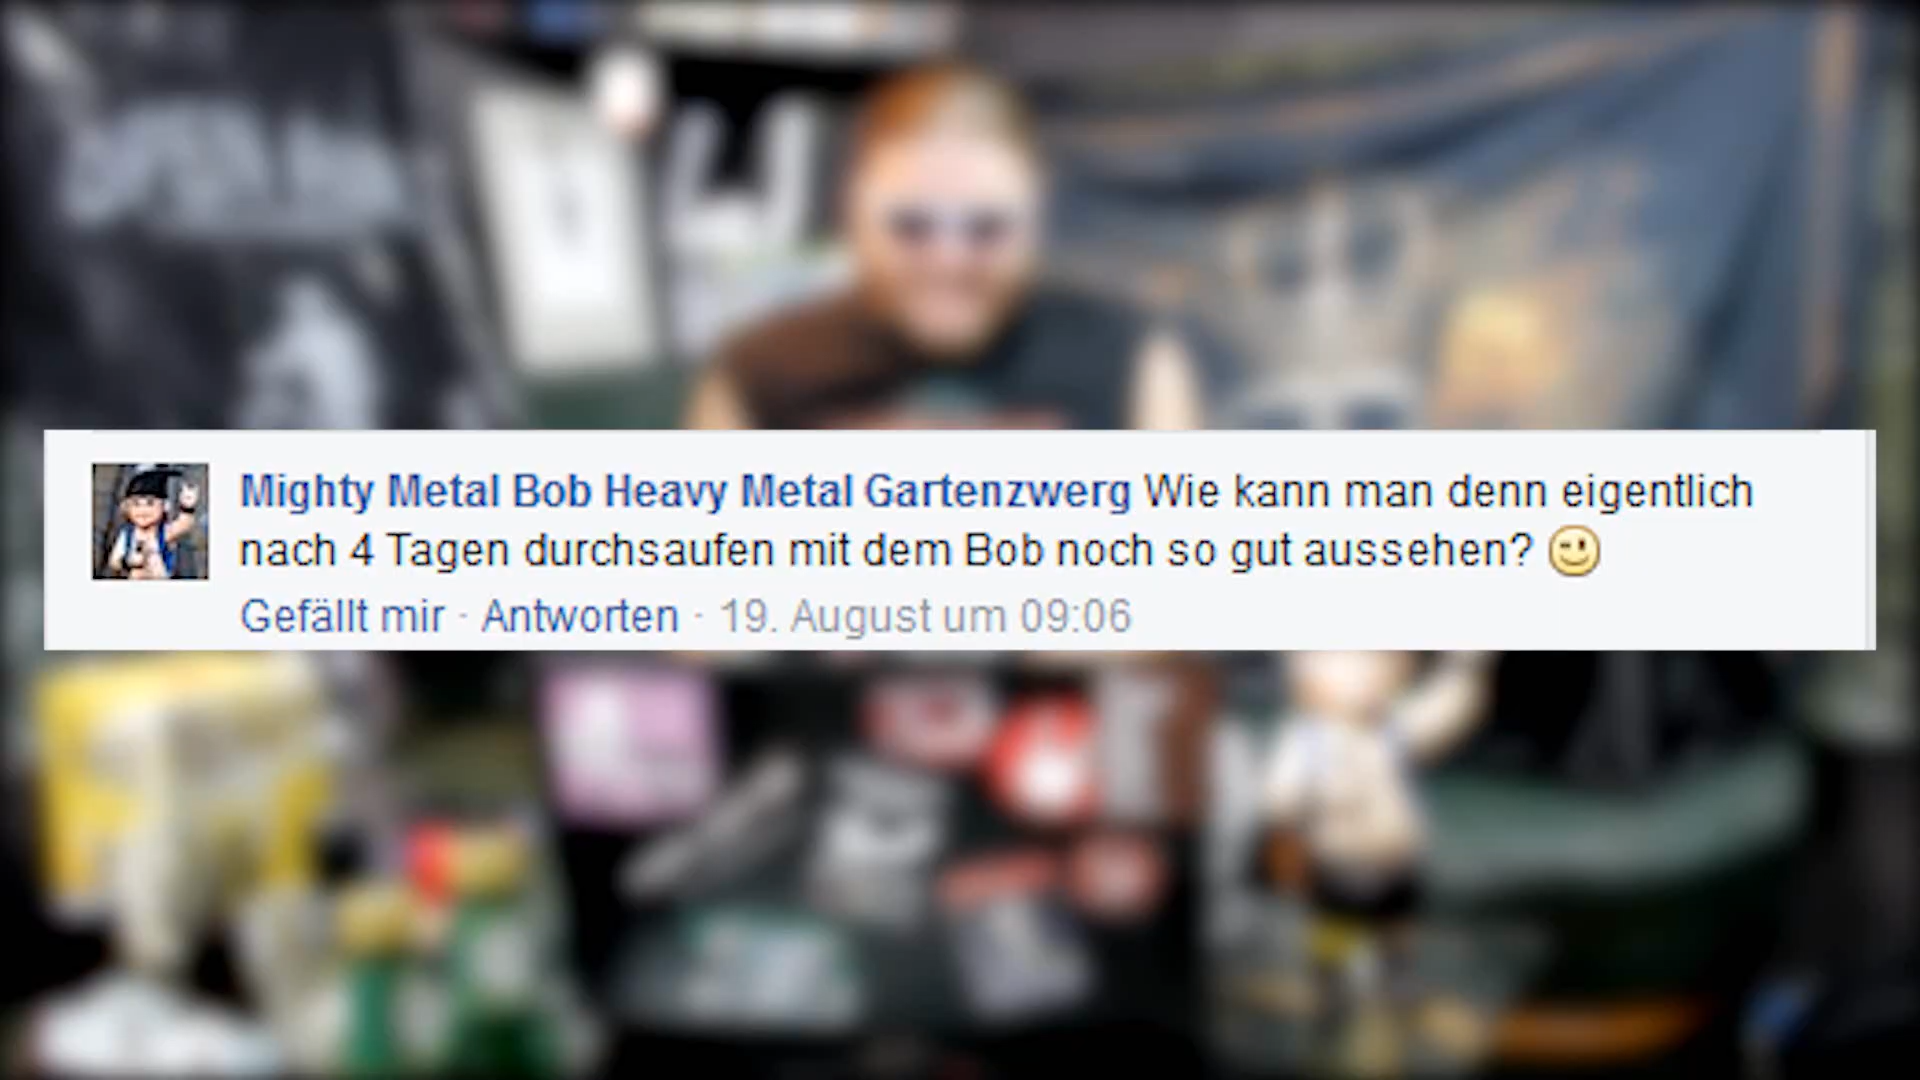 Mighty Metal Bob Heavy Metal Gartenzwerg Wie kann man denn eigentlich
nach 4 Tagen durchsaufen mit dem Bob noch so gut aussehen?
Gefällt mir · Antworten · 19. August um 09:06